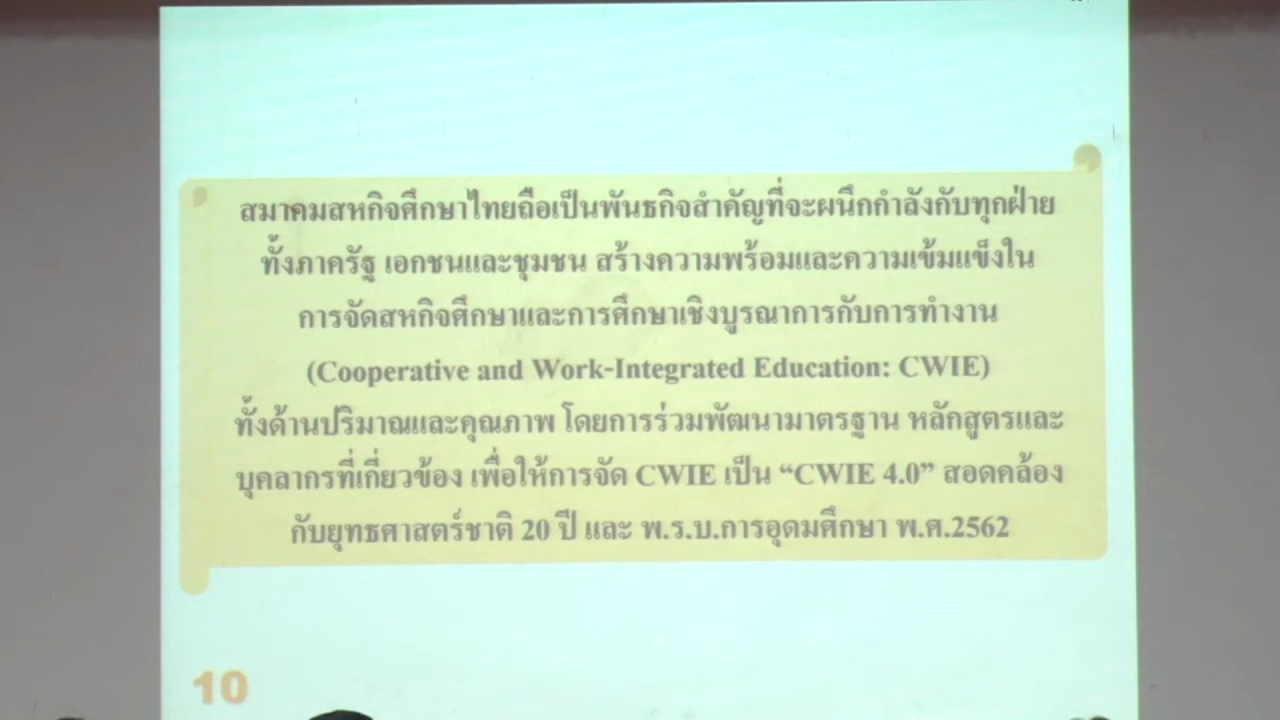 สมาคมสหกิจศึกษาไทยถือเป็นพันธกิจสำคัญที่จะผนึกกำลังกับทุกฝ่าย
ทั้งภาครัฐ เอกชนและชุมชน สร้างความพร้อมและความเข้มแข็งใน
การจัดสหกิจศึกษาและการศึกษาเชิงบูรณาการกับการทำงาน
(Cooperative and Work-Integrated Education: CWIE)
ทั้งด้านปริมาณและคุณภาพ โดยการร่วมพัฒนามาตรฐาน หลักสูตรและ
บุคลากรที่เกี่ยวข้อง เพื่อให้การจัด CWIE เป็น “CWIE 4.0” สอดคล้อง
กับยุทธศาสตร์ชาติ 20 ปี และ พ.ร.บ.การอุดมศึกษา พ.ศ.2562
10